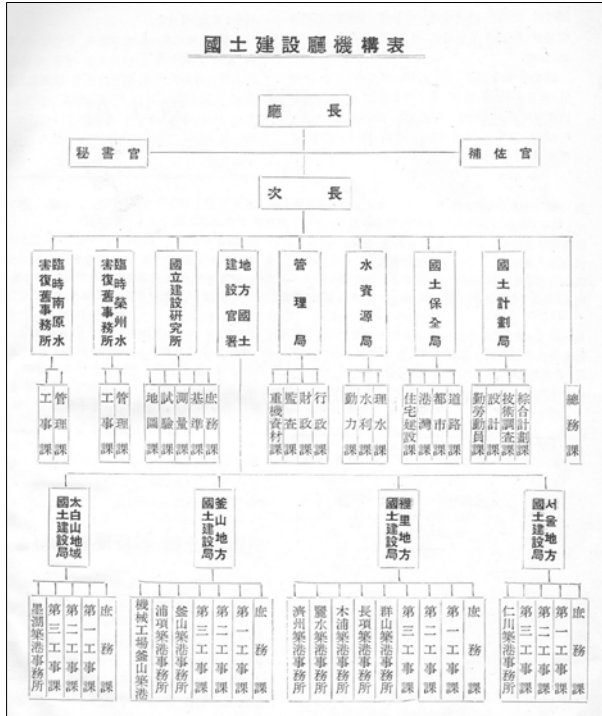 國土建設廳機構表
廳長
秘書官
補佐官
次長
總務課
國土計劃局
國土保全局
水資源局
管理局
地方國土
建設官署
國立建設硏究所
臨時榮州水
害復舊事務所
臨時南原水
害復舊事務所
綜合計劃課
技術調査課
設計課
勤勞動員課
道路課
都市課
港灣課
住宅建設課
理水課
水利課
動力課
行政課
財政課
監査課
重機資材課
庶務課
基準課
測量課
試驗課
地圖課
管理課
工事課
管理課
工事課
서울地方
國土建設局
裡里地方
國土建設局
釜山地方
國土建設局
太白山地域
國土建設局
庶務課
第一工事課
第二工事課
第三工事課
仁川築港事務所
庶務課
第一工事課
第二工事課
第三工事課
群山築港事務所
長項築港事務所
木浦築港事務所
麗水築港事務所
濟州築港事務所
庶務課
第一工事課
第二工事課
第三工事課
釜山築港事務所
浦項築港事務所
機械工場釜山築港
庶務課
第一工事課
第二工事課
第三工事課
墨湖築港事務所